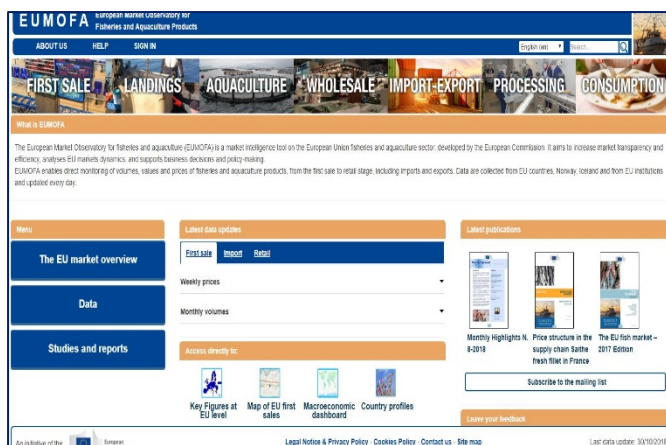 EUMOFA
European Market Observatory for
Fisheries and Aquaculture Products
ABOUT US HELP SIGN IN
English (en) Search...
FIRST SALE LANDINGS AQUACULTURE WHOLESALE IMPORT-EXPORT PROCESSING CONSUMPTION
What is EUMOFA
The European Market Observatory for fisheries and aquaculture (EUMOFA) is a market intelligence tool on the European Union fisheries and aquaculture sector, developed by the European Commission. It aims to increase market transparency and
efficiency, analyses EU markets dynamics, and supports business decisions and policy-making.
EUMOFA enables direct monitoring of volumes, values and prices of fisheries and aquaculture products, from the first sale to retail stage, including imports and exports. Data are collected from EU countries, Norway, Iceland and from EU institutions
and updated every day.
Menu
The EU market overview
Data
Studies and reports
Latest data updates
First sale Import Retail
Weekly prices
Monthly volumes
Access directly to:
Key Figures at
EU level
Map of EU first
sales
Macroeconomic
dashboard
Country profiles
Latest publications
Monthly Highlights N.
8-2018
Price structure in the
supply chain Saithe
fresh fillet in France
The EU fish market –
2017 Edition
Subscribe to the mailing list
Leave your feedback
An initiative of the
European
Legal Notice & Privacy Policy - Cookies Policy - Contact us - Site map
Last data update: 30/10/2018